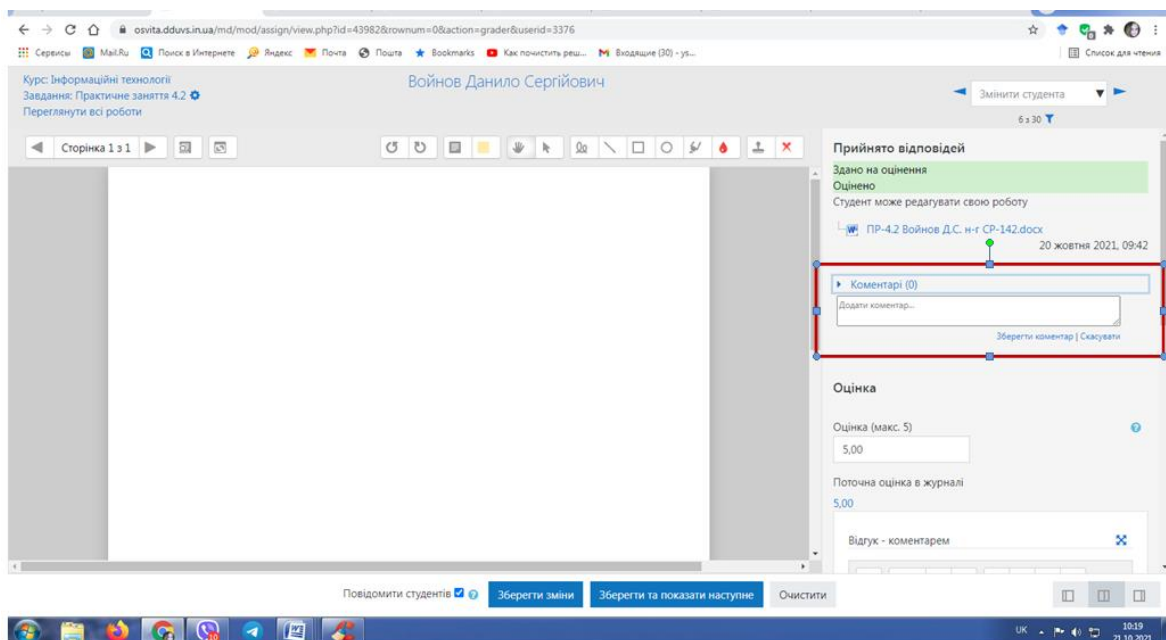 osvita.dduvs.in.ua/md/mod/assign/view.php?id=43982&rownum=0&action=grader&userid=3376
Сервисы Mail.Ru Поиск в Интернете Яндекс Почта Пошта Bookmarks Как почистить реш... Входящие (30) - ys... Список для чтения
Курс: Інформаційні технології
Завдання: Практичне заняття 4.2
Переглянути всі роботи
Войнов Данило Сергійович
Змінити студента
6 з 30
Сторінка 1 з 1
Прийнято відповідей
Здано на оцінення
Оцінено
Студент може редагувати свою роботу
ПР-4.2 Войнов Д.С. н-г СР-142.docx
20 жовтня 2021, 09:42
Коментарі (0)
Додати коментар...
Зберегти коментар | Скасувати
Оцінка
Оцінка (макс. 5)
5,00
Поточна оцінка в журналі
5,00
Відгук - коментарем
Повідомити студентів Зберегти зміни Зберегти та показати наступне Очистити
UK 10:19
21.10.2021